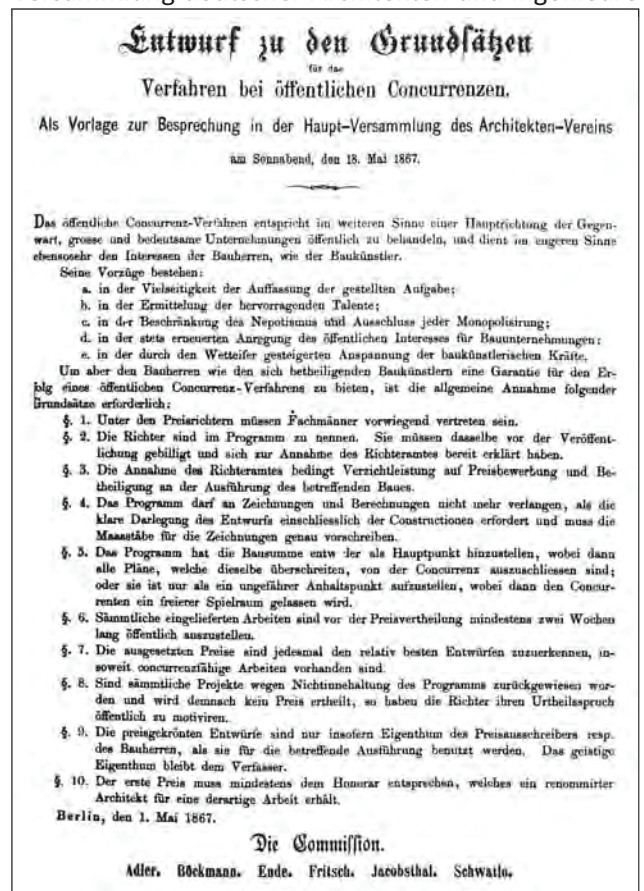 Entwurf zu den Grundsätzen
für das
Verfahren bei öffentlichen Concurrenzen.
Als Vorlage zur Besprechung in der Haupt-Versammlung des Architekten-Vereins
am Sonnabend, den 18. Mai 1867.
Das öffentliche Concurrenz-Verfahren entspricht im weiteren Sinne einer Hauptrichtung der Gegen-
wart, grosse und bedeutsame Unternehmungen öffentlich zu behandeln, und dient im engeren Sinne
ebensosehr den Interessen der Bauherren, wie der Baukünstler.
Seine Vorzüge bestehen:
a. in der Vielseitigkeit der Auffassung der gestellten Aufgabe;
b. in der Ermittelung der hervorragenden Talente;
c. in der Beschränkung des Nepotismus und Ausschluss jeder Monopolisirung;
d. in der stets erneuerten Anregung des öffentlichen Interesses für Bauunternehmungen;
e. in der durch den Wetteifer gesteigerten Anspannung der baukünstlerischen Kräfte.
Um aber den Bauherren wie den sich betheiligenden Baukünstlern eine Garantie für den Er-
folg eines öffentlichen Concurrenz-Verfahrens zu bieten, ist die allgemeine Annahme folgender
Grundsätze erforderlich:
§. 1. Unter den Preisrichtern müssen Fachmänner vorwiegend vertreten sein.
§. 2. Die Richter sind im Programm zu nennen. Sie müssen dasselbe vor der Veröffent-
lichung gebilligt und sich zur Annahme des Richteramtes bereit erklärt haben.
§. 3. Die Annahme des Richteramtes bedingt Verzichtleistung auf Preisbewerbung und Be-
theiligung an der Ausführung des betreffenden Baues.
§. 4. Das Programm darf an Zeichnungen und Berechnungen nicht mehr verlangen, als die
klare Darlegung des Entwurfs einschliesslich der Constructionen erfordert und muss die
Maasstäbe für die Zeichnungen genau vorschreiben.
§. 5. Das Programm hat die Bausumme entw der als Hauptpunkt hinzustellen, wobei dann
alle Pläne, welche dieselbe überschreiten, von der Concurrenz auszuschliessen sind;
oder sie ist nur als ein ungefährer Anhaltspunkt aufzustellen, wobei dann den Concur-
renten ein freierer Spielraum gelassen wird.
§. 6. Sämmtliche eingelieferten Arbeiten sind vor der Preisvertheilung mindestens zwei Wochen
lang öffentlich auszustellen.
§. 7. Die ausgesetzten Preise sind jedesmal den relativ besten Entwürfen zuzuerkennen, in-
soweit concurrenzfähige Arbeiten vorhanden sind.
§. 8. Sind sämmtliche Projekte wegen Nichtinnehaltung des Programms zurückgewiesen wor-
den und wird demnach kein Preis ertheilt, so haben die Richter ihren Urtheilsspruch
öffentlich zu motiviren.
§. 9. Die preisgekrönten Entwürfe sind nur insofern Eigenthum des Preisausschreibers resp.
des Bauherren, als sie für die betreffende Ausführung benutzt werden. Das geistige
Eigenthum bleibt dem Verfasser.
§. 10. Der erste Preis muss mindestens dem Honorar entsprechen, welches ein renommirter
Architekt für eine derartige Arbeit erhält.
Berlin, den 1. Mai 1867.
Die Commission.
Adler. Böckmann. Ende. Fritsch. Jacobsthal. Schwatlo.